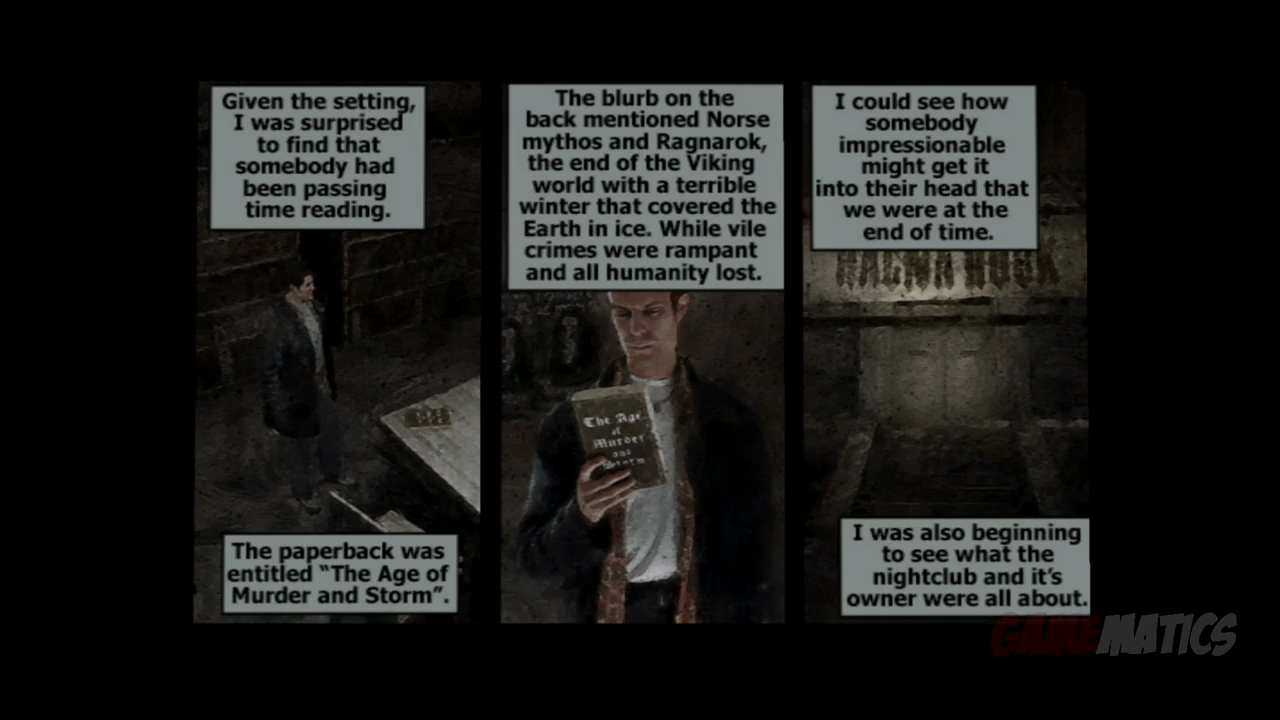 Given the setting,
I was surprised
to find that
somebody had
been passing
time reading.
The paperback was
entitled “The Age of
Murder and Storm”.
The blurb on the
back mentioned Norse
mythos and Ragnarok,
the end of the Viking
world with a terrible
winter that covered the
Earth in ice. While vile
crimes were rampant
and all humanity lost.
The Age
of
Murder
and
Storm
I could see how
somebody
impressionable
might get it
into their head that
we were at the
end of time.
RAGNA ROCK
I was also beginning
to see what the
nightclub and it’s
owner were all about.
GAMEMATICS